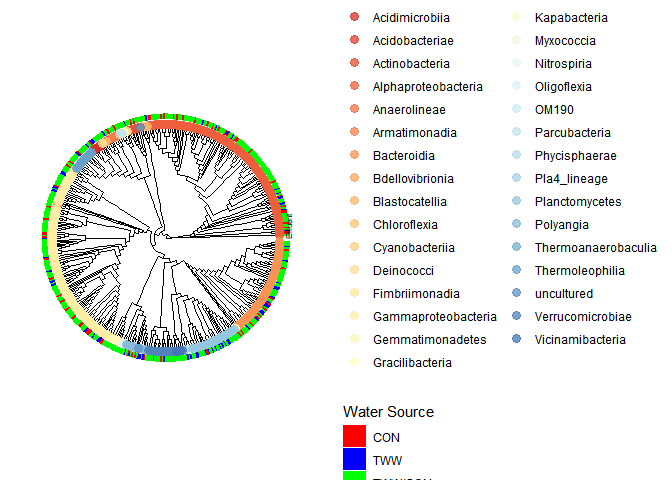 Acidimicrobiia
Acidobacteriae
Actinobacteria
Alphaproteobacteria
Anaerolineae
Armatimonadia
Bacteroidia
Bdellovibrionia
Blastocatellia
Chloroflexia
Cyanobacteriia
Deinococci
Fimbriimonadia
Gammaproteobacteria
Gemmatimonadetes
Gracilibacteria
Kapabacteria
Myxococcia
Nitrospiria
Oligoflexia
OM190
Parcubacteria
Phycisphaerae
Pla4_lineage
Planctomycetes
Polyangia
Thermoanaerobaculia
Thermoleophilia
uncultured
Verrucomicrobiae
Vicinamibacteria
Water Source
CON
TWW